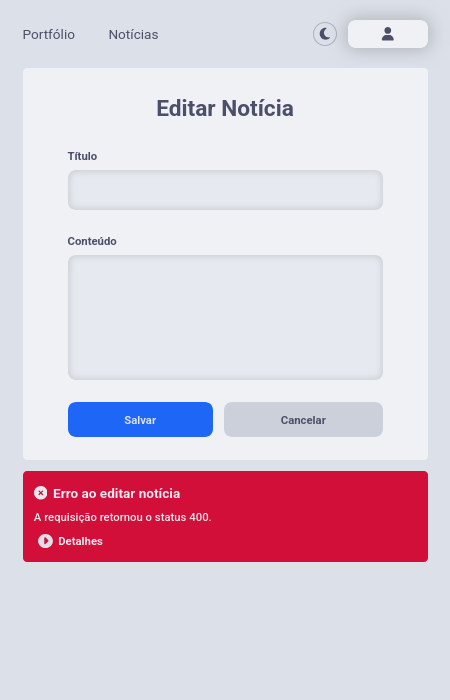 Portfólio Notícias
Editar Notícia
Título
Conteúdo
Salvar Cancelar
Erro ao editar notícia
A requisição retornou o status 400.
Detalhes